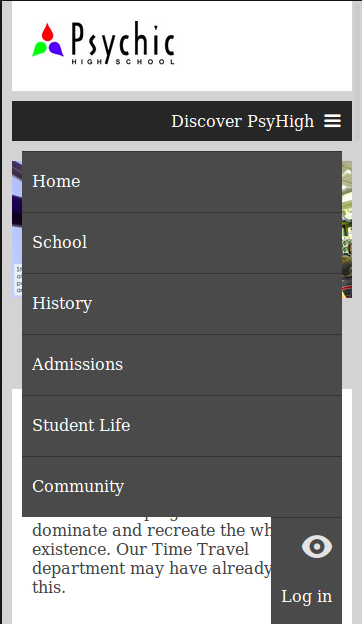 Psychic
HIGH SCHOOL
Discover PsyHigh
Home
School
History
Admissions
Student Life
Community
dominate and recreate the
existence. Our Time Travel
department may have already
this.
Log in